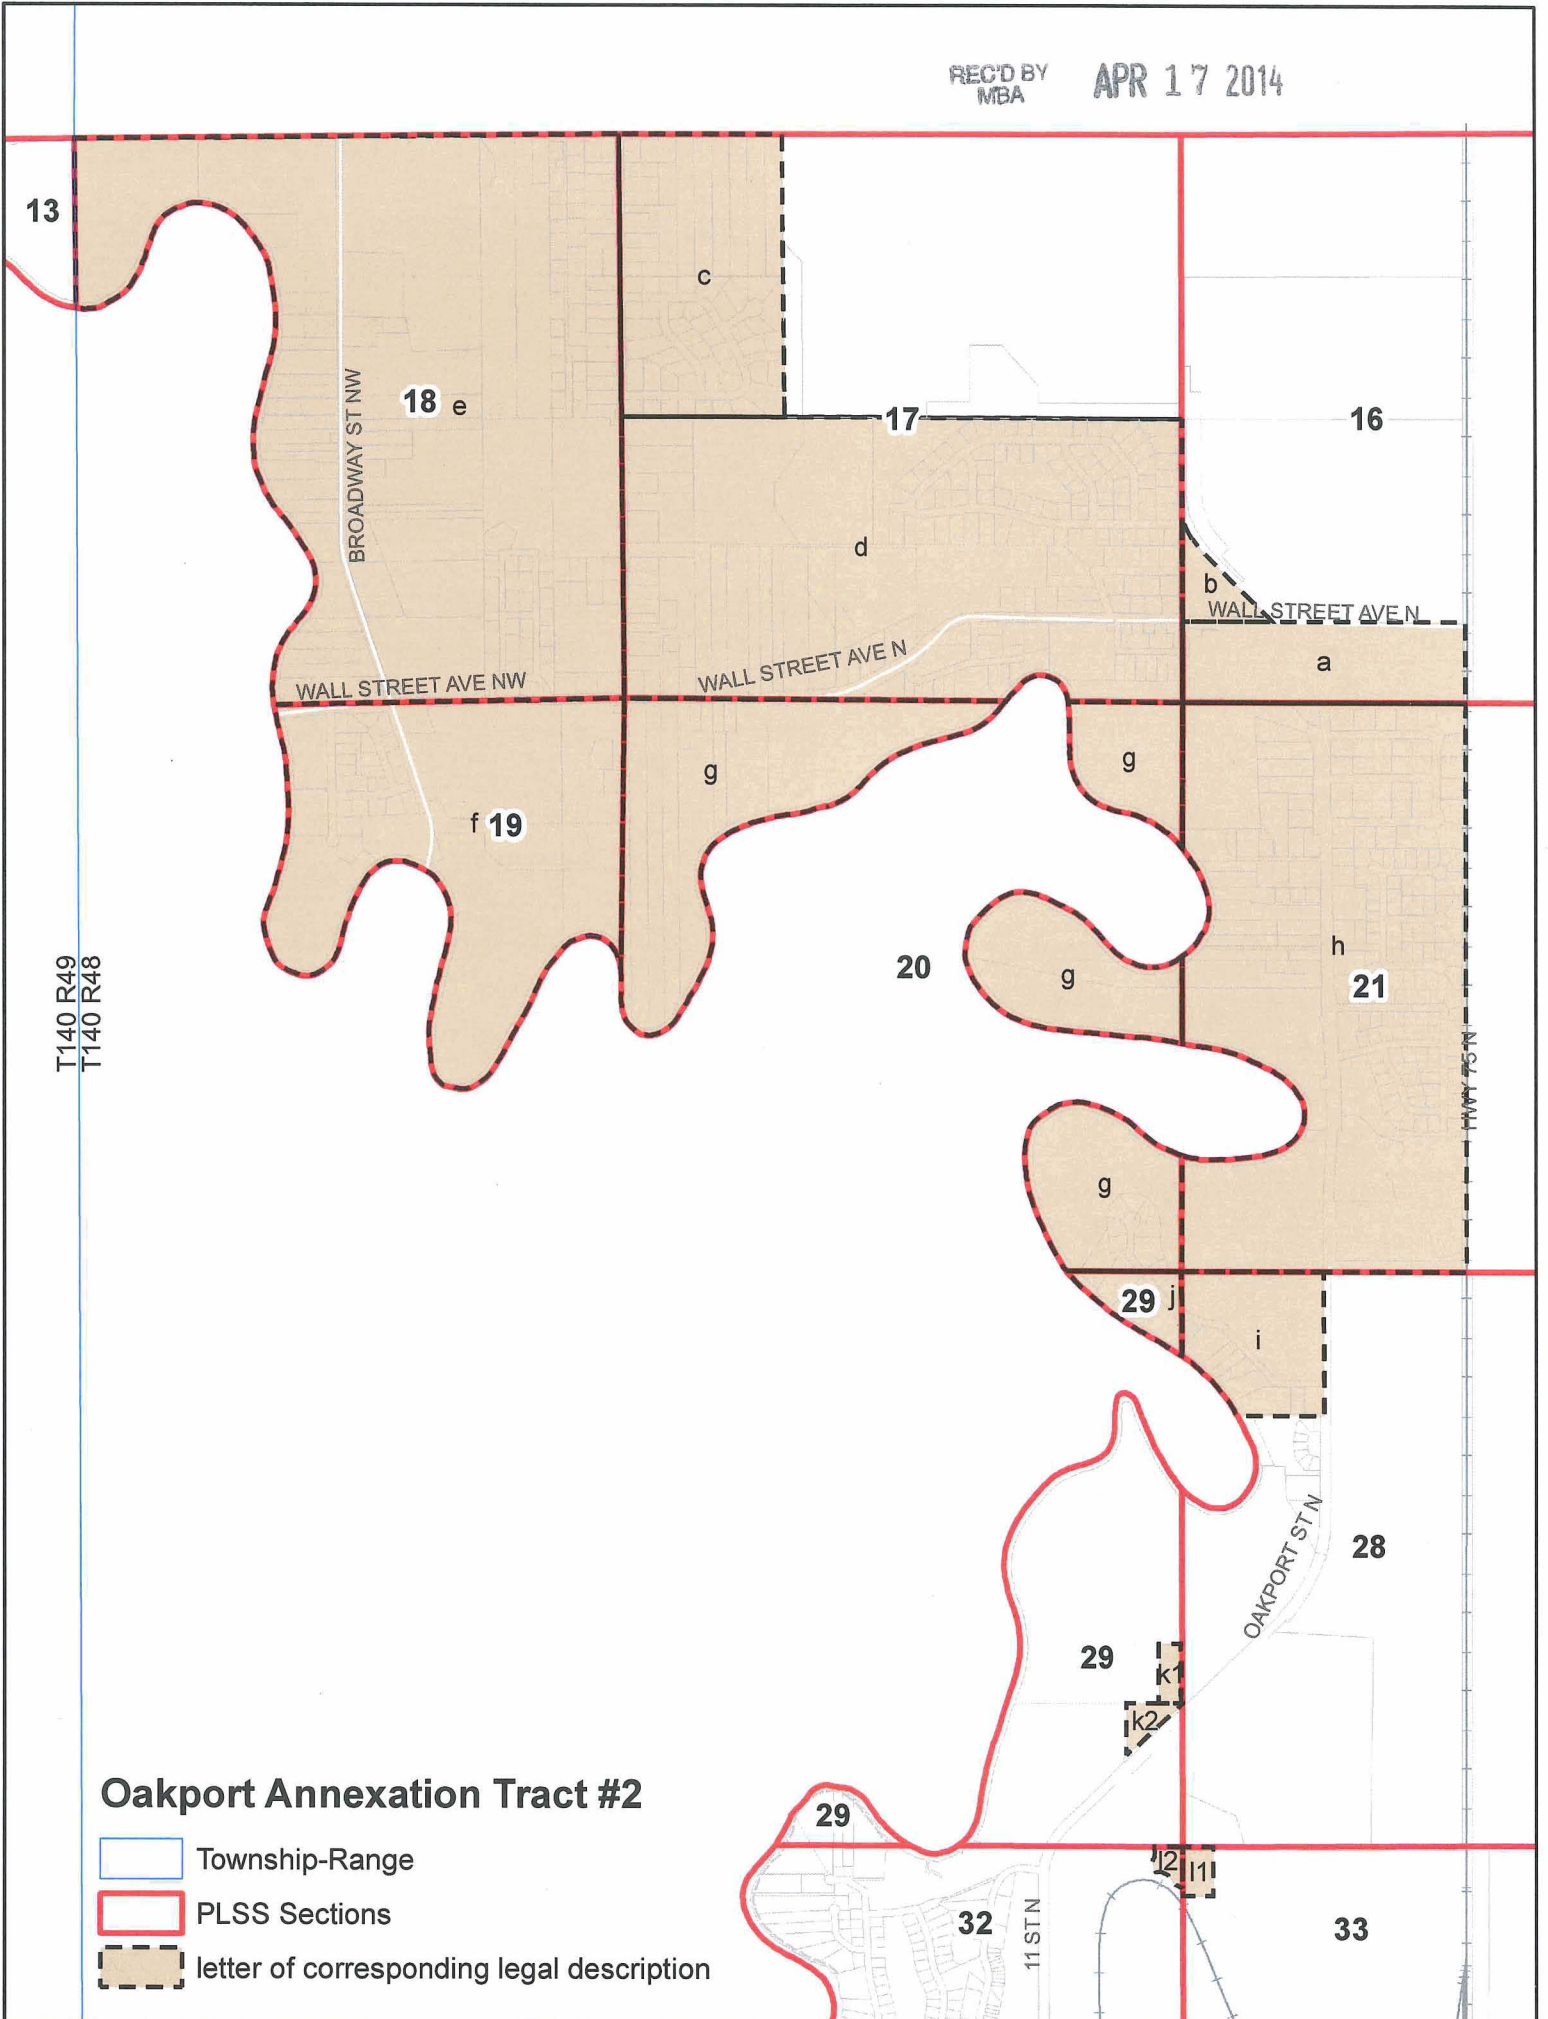 REC'D BY
MBA
APR 17 2014
13
c
18 e
BROADWAY ST NW
17
16
d
b
WALL STREET AVE N
a
WALL STREET AVE NW
WALL STREET AVE N
g
g
f 19
h
20
g
21
T140 R49
T140 R48
HWY 75 N
g
29 j
i
28
OAKPORT ST N
29
k1
k2
Oakport Annexation Tract #2
29
Township-Range
l2
l1
PLSS Sections
32
11 ST N
33
letter of corresponding legal description